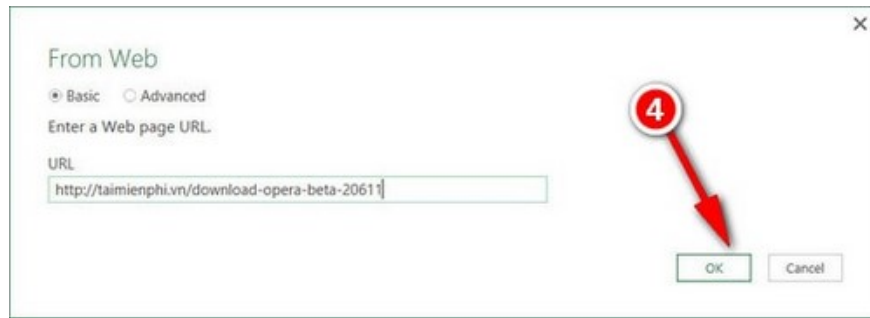 From Web
Basic Advanced
Enter a Web page URL.
URL
http://taimienphi.vn/download-opera-beta-20611
4
OK Cancel